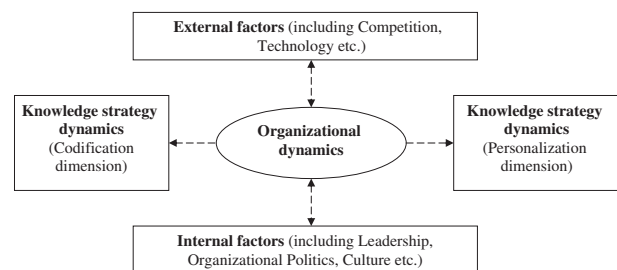 External factors (including Competition,
Technology etc.)
Knowledge strategy
dynamics
(Codification
dimension)
Organizational
dynamics
Knowledge strategy
dynamics
(Personalization
dimension)
Internal factors (including Leadership,
Organizational Politics, Culture etc.)